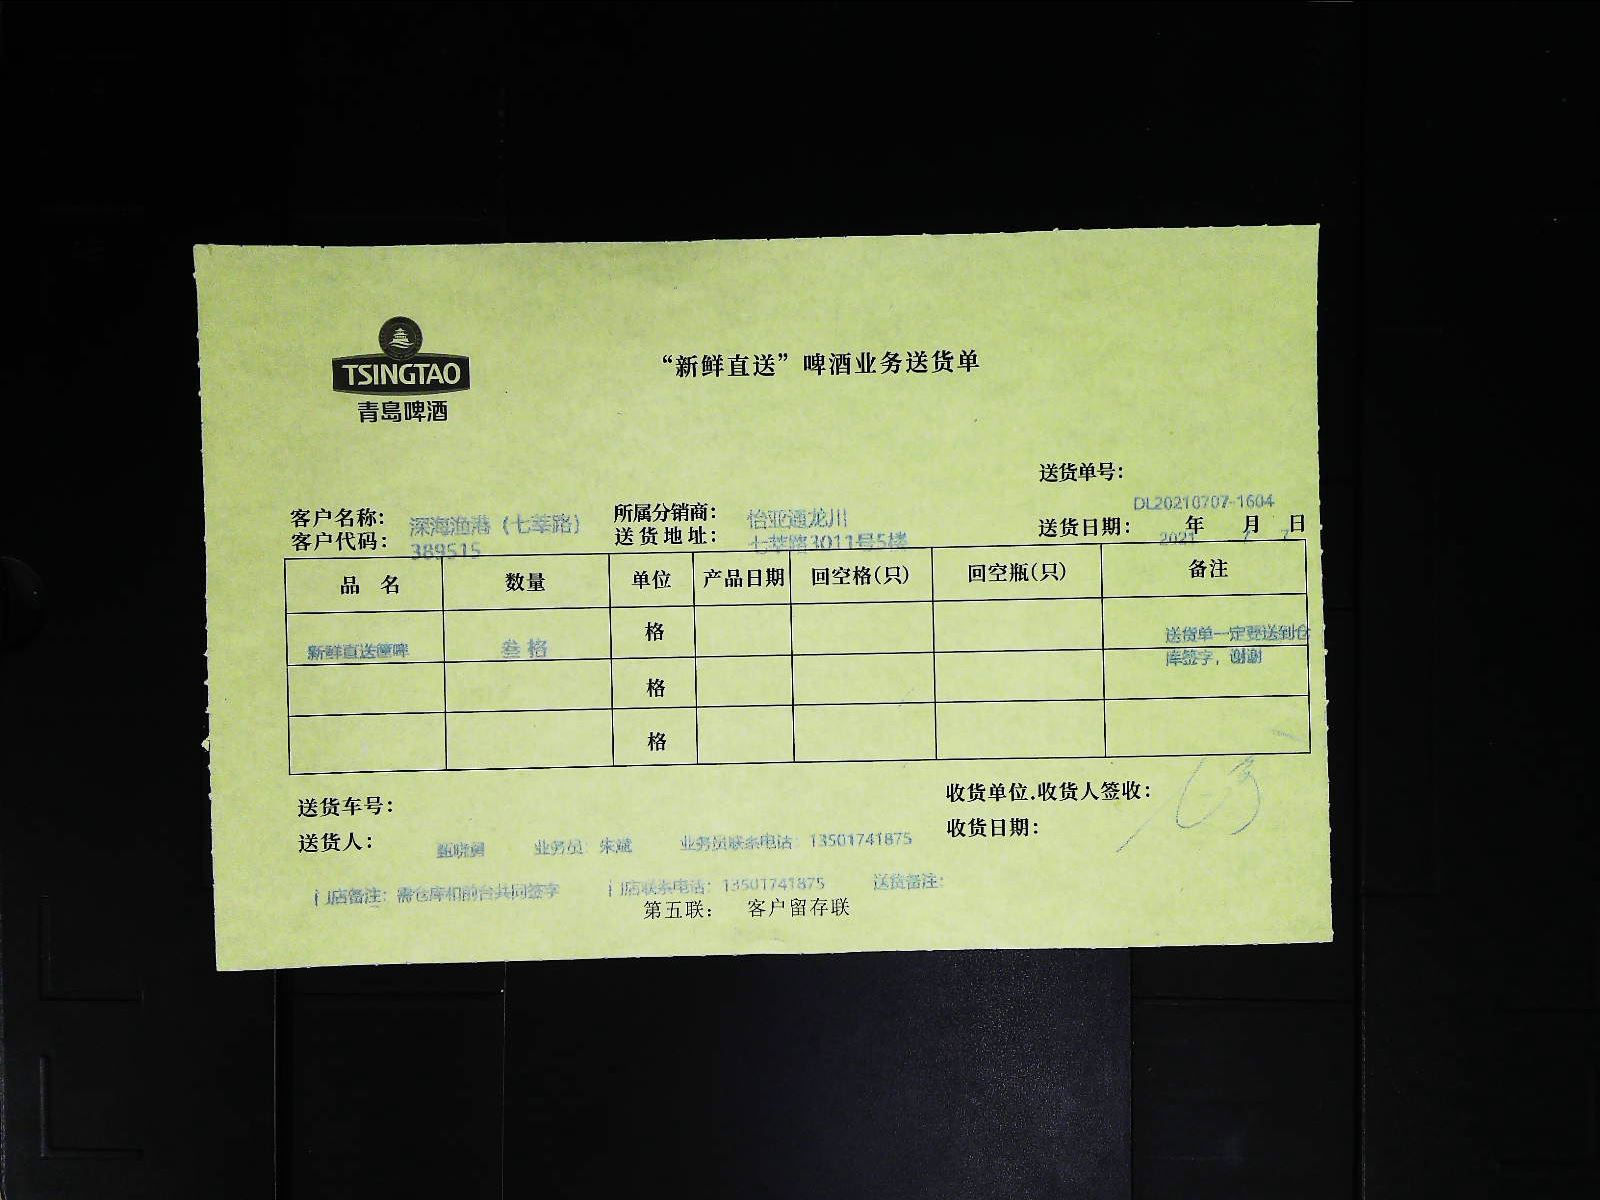 TSINGTAO
青島啤酒
“新鲜直送”啤酒业务送货单
送货单号：
DL20210707-1604
客户名称： 深海渔港（七莘路） 所属分销商： 怡亚通龙川 送货日期： 2021 年 7 月 7 日
客户代码： 389515 送货地址： 七莘路3011号5楼
品 名 数量 单位 产品日期 回空格(只) 回空瓶(只) 备注
新鲜直送箱啤 叁格 格 送货单一定要送到仓
库签字，谢谢
格
格
送货车号： 收货单位.收货人签收：
送货人： 业务员： 朱斌 业务员联系电话：13501741875 收货日期：
门店备注：需仓库和前台共同签字 门店联系电话：13501741875 送货备注：
第五联： 客户留存联